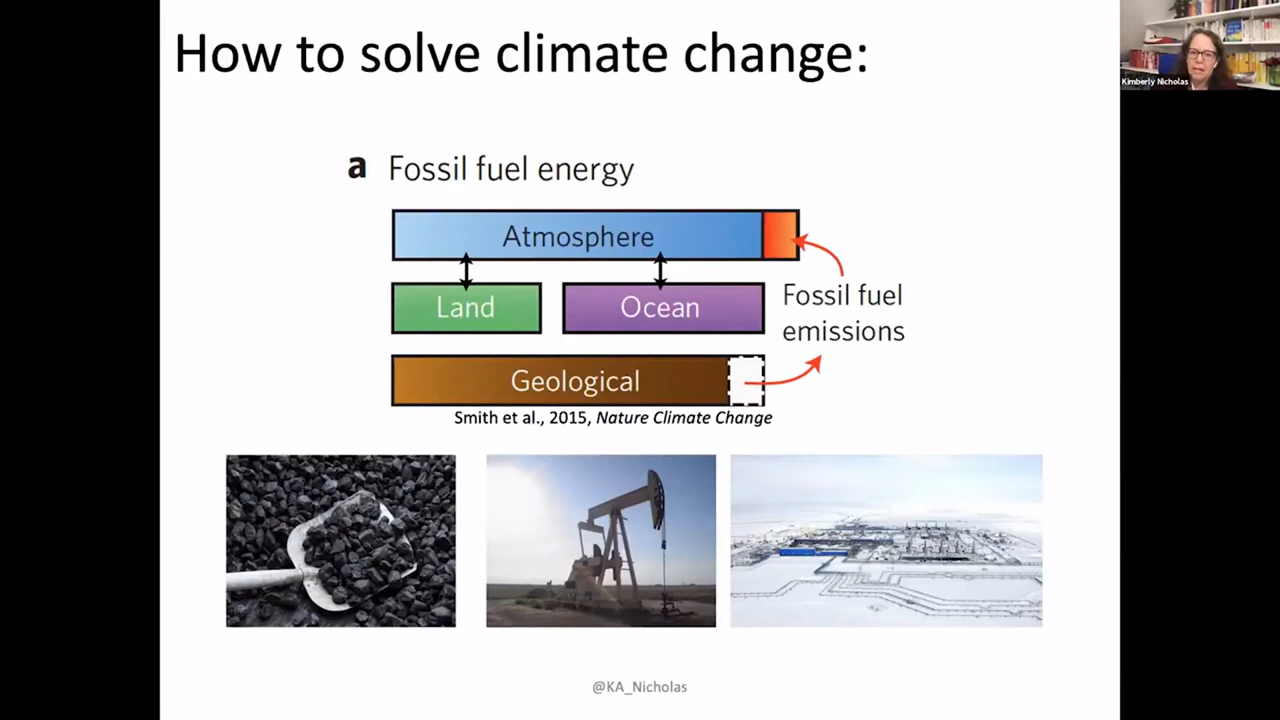 How to solve climate change:
Kimberly Nicholas
a Fossil fuel energy
Atmosphere
Land
Ocean
Fossil fuel
emissions
Geological
Smith et al., 2015, Nature Climate Change
@KA_Nicholas